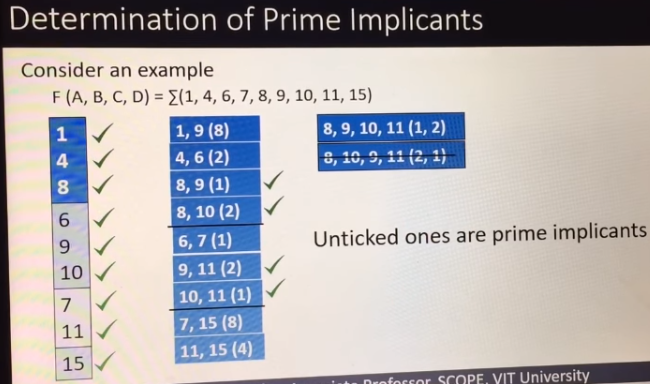 Determination of Prime Implicants
Consider an example
F (A, B, C, D) = ∑(1, 4, 6, 7, 8, 9, 10, 11, 15)
1
4
8
6
9
10
7
11
15
1, 9 (8)
4, 6 (2)
8, 9 (1)
8, 10 (2)
6, 7 (1)
9, 11 (2)
10, 11 (1)
7, 15 (8)
11, 15 (4)
8, 9, 10, 11 (1, 2)
8, 10, 9, 11 (2, 1)
Unticked ones are prime implicants
Professor, SCOPE, VIT University